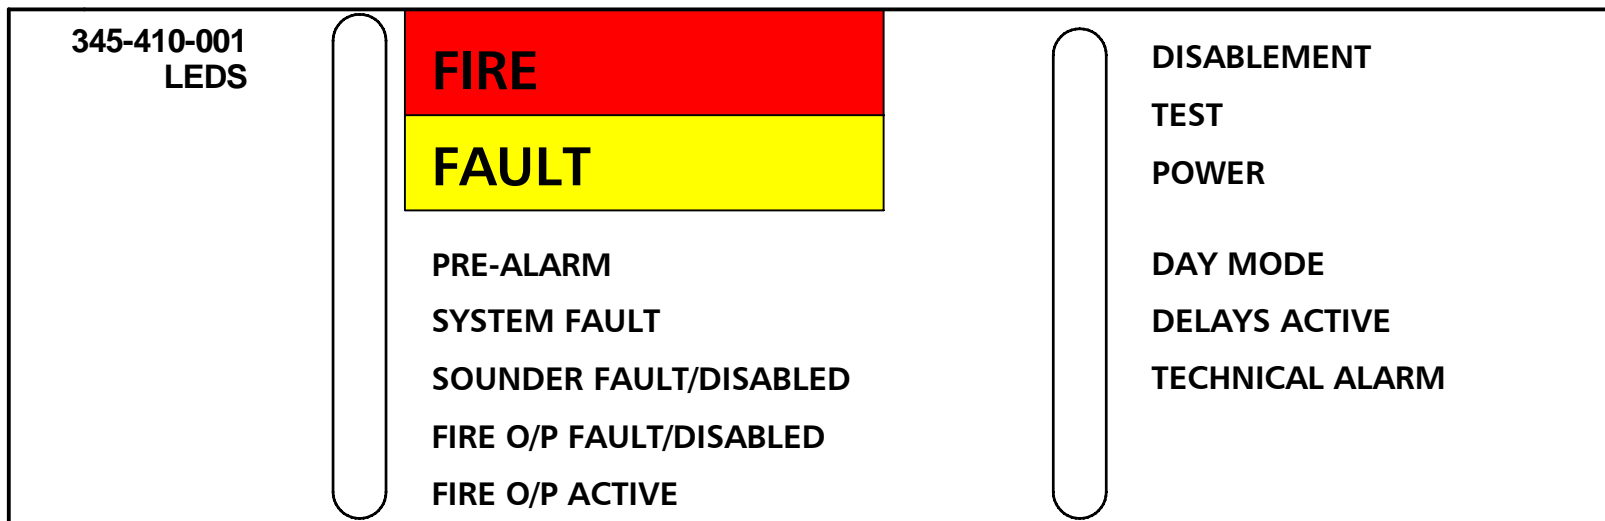 345-410-001
LEDS
FIRE
FAULT
PRE-ALARM
SYSTEM FAULT
SOUNDER FAULT/DISABLED
FIRE O/P FAULT/DISABLED
FIRE O/P ACTIVE
DISABLEMENT
TEST
POWER
DAY MODE
DELAYS ACTIVE
TECHNICAL ALARM